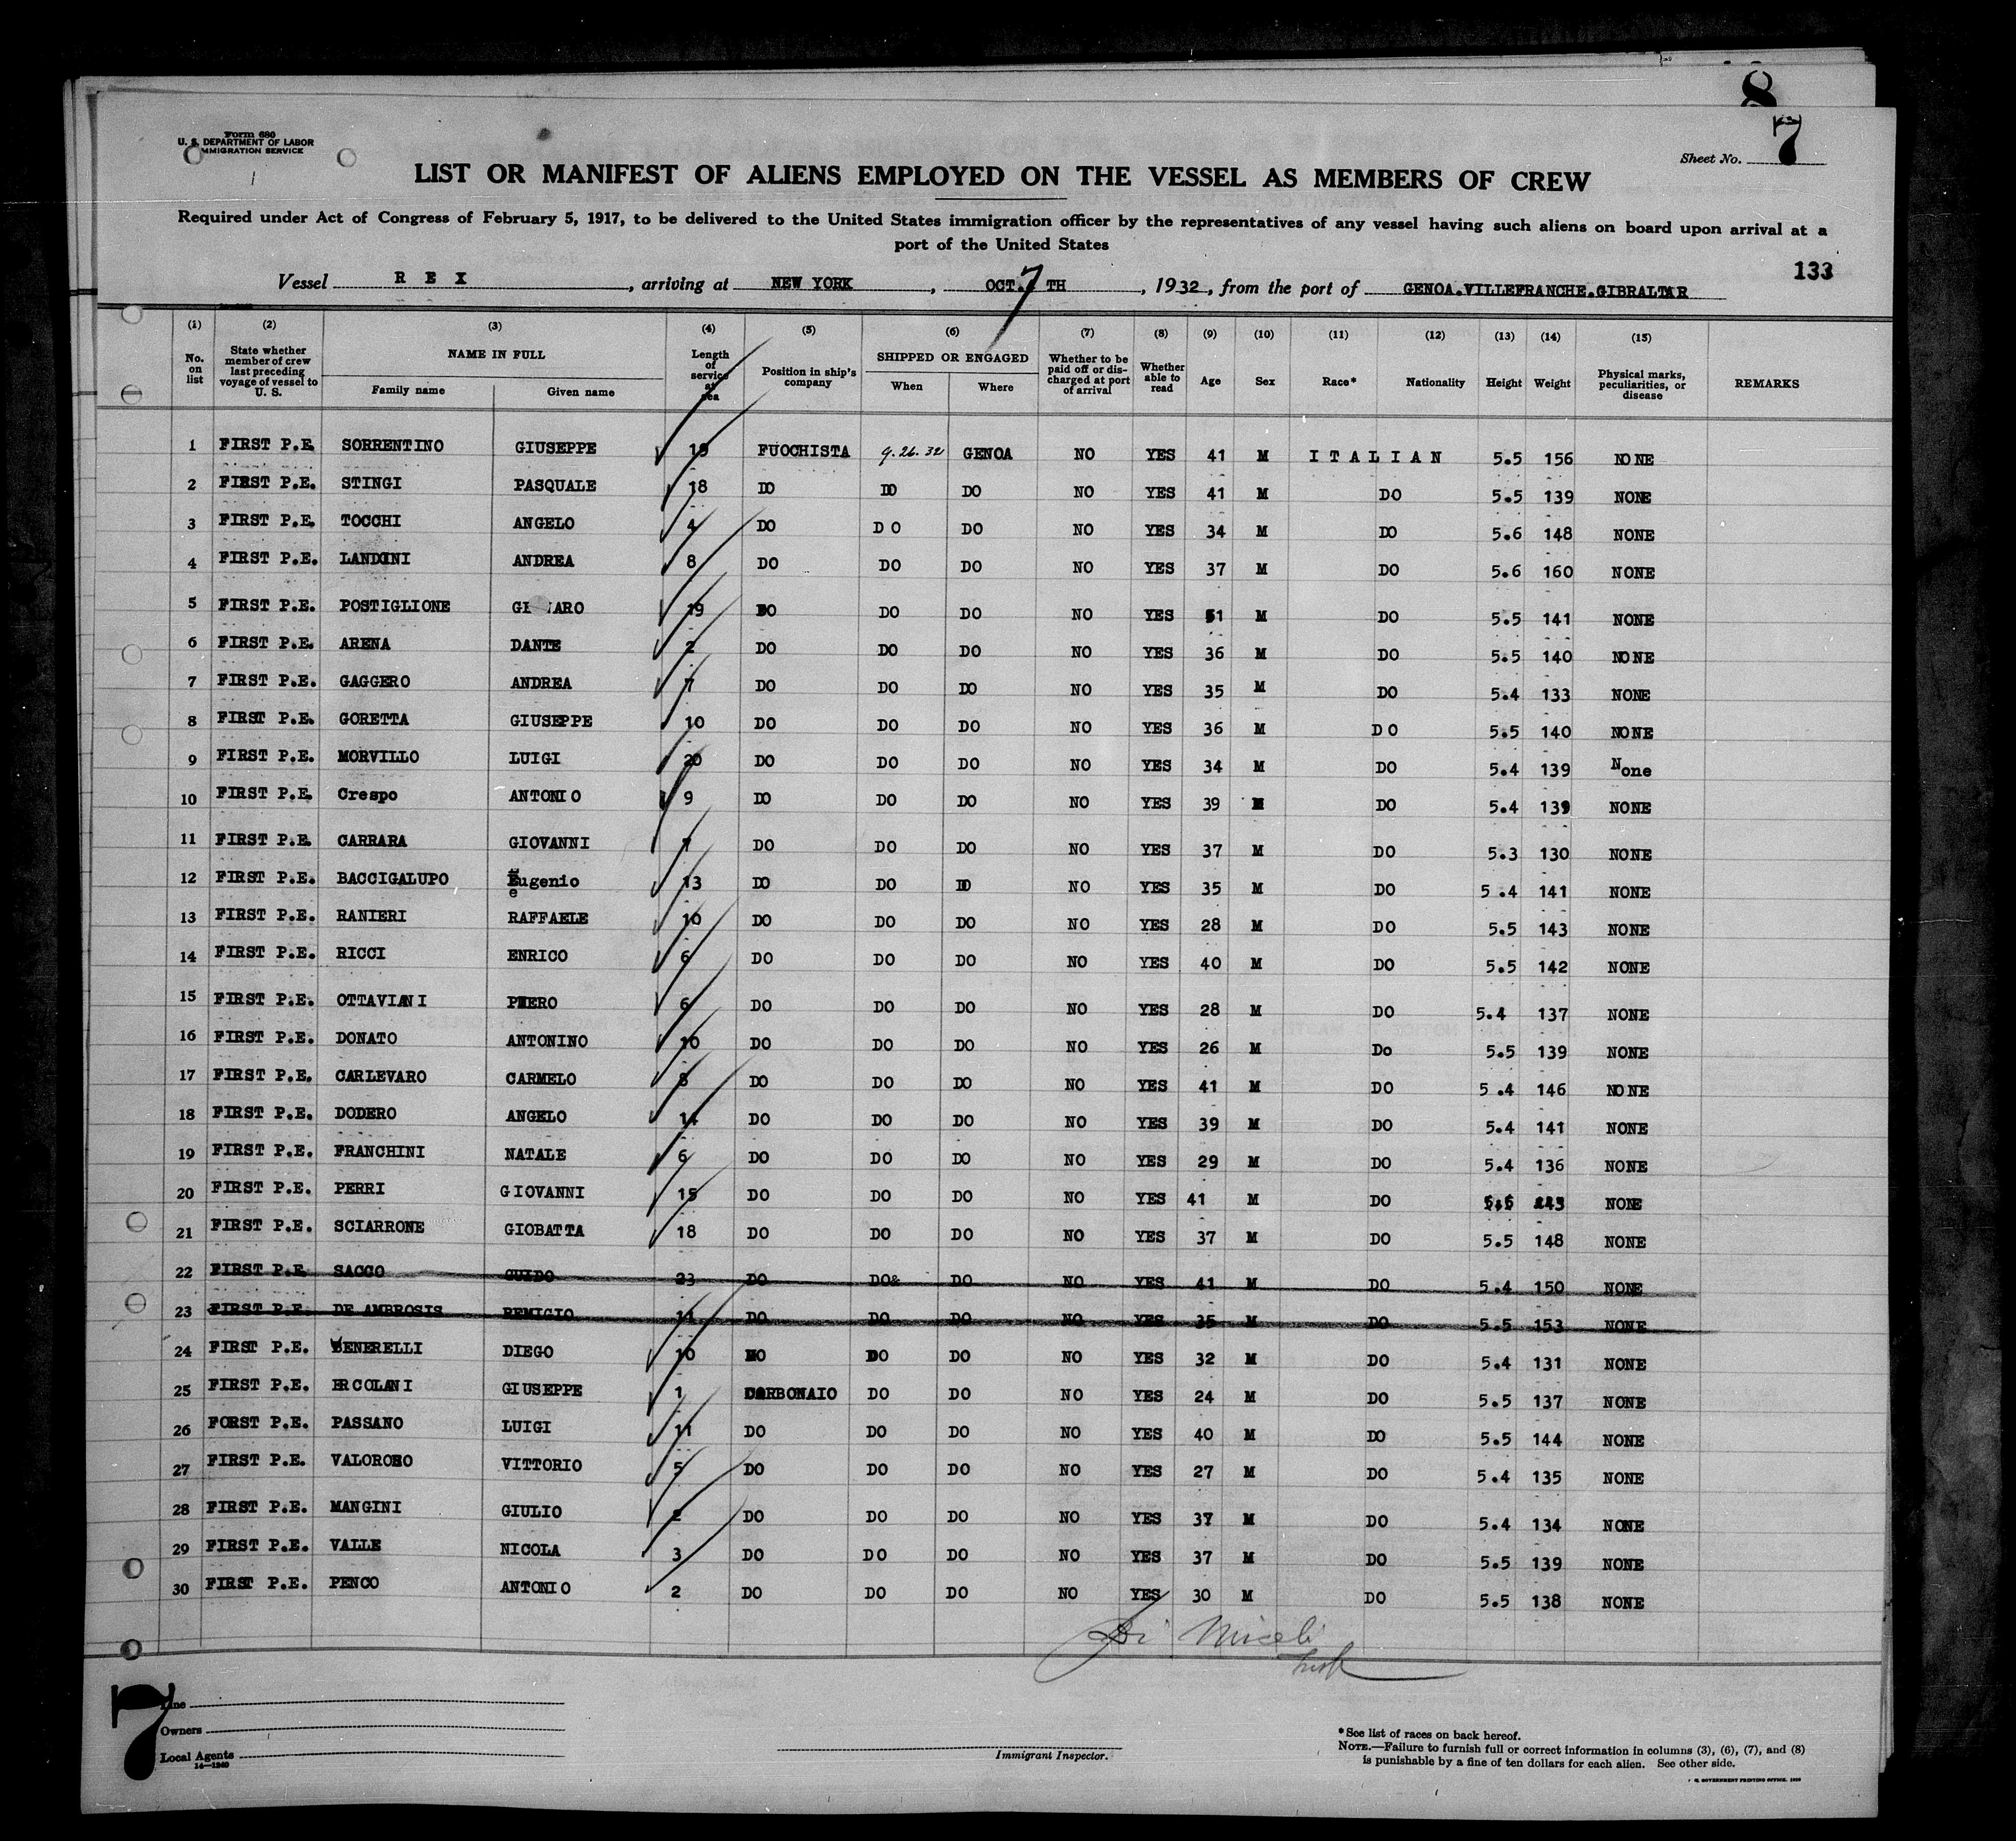 8
7
Form 680
U. S. DEPARTMENT OF LABOR
IMMIGRATION SERVICE
Sheet No. 7
LIST OR MANIFEST OF ALIENS EMPLOYED ON THE VESSEL AS MEMBERS OF CREW
Required under Act of Congress of February 5, 1917, to be delivered to the United States immigration officer by the representatives of any vessel having such aliens on board upon arrival at a
port of the United States
133
Vessel R E X, arriving at NEW YORK, OCT. 7 TH, 1932, from the port of GENOA.VILLEFRANCHE.GIBRALTAR
(1) (2) (3) (4) (5) (6) (7) (8) (9) (10) (11) (12) (13) (14) (15)
No. on list | State whether member of crew last preceding voyage of vessel to U. S. | NAME IN FULL Family name Given name | Length of service at sea | Position in ship's company | SHIPPED OR ENGAGED When Where | Whether to be paid off or discharged at port of arrival | Whether able to read | Age | Sex | Race* | Nationality | Height | Weight | Physical marks, peculiarities, or disease | REMARKS
1 FIRST P.E. SORRENTINO GIUSEPPE 19 FUOCHISTA 9.26.32 GENOA NO YES 41 M I T A L I A N 5.5 156 NONE
2 FIRST P.E. STINGI PASQUALE 18 DO DO DO NO YES 41 M DO 5.5 139 NONE
3 FIRST P.E. TOCCHI ANGELO 4 DO D O DO NO YES 34 M DO 5.6 148 NONE
4 FIRST P.E. LANDINI ANDREA 8 DO DO DO NO YES 37 M DO 5.6 160 NONE
5 FIRST P.E. POSTIGLIONE 19 DO DO DO NO YES 51 M DO 5.5 141 NONE
6 FIRST P.E. ARENA DANTE 2 DO DO DO NO YES 36 M DO 5.5 140 NONE
7 FIRST P.E. GAGGERO ANDREA 7 DO DO DO NO YES 35 M DO 5.4 133 NONE
8 FIRST P.E. GORETTA GIUSEPPE 10 DO DO DO NO YES 36 M D O 5.5 140 NONE
9 FIRST P.E. MORVILLO LUIGI 20 DO DO DO NO YES 34 M DO 5.4 139 None
10 FIRST P.E. Crespo ANTONIO 9 DO DO DO NO YES 39 M DO 5.4 139 NONE
11 FIRST P.E. CARRARA GIOVANNI 7 DO DO DO NO YES 37 M DO 5.3 130 NONE
12 FIRST P.E. BACCIGALUPO Eugenio 13 DO DO DO NO YES 35 M DO 5.4 141 NONE
13 FIRST P.E. RANIERI RAFFAELE 10 DO DO DO NO YES 28 M DO 5.5 143 NONE
14 FIRST P.E. RICCI ENRICO 6 DO DO DO NO YES 40 M DO 5.5 142 NONE
15 FIRST P.E. OTTAVIANI PIERO 6 DO DO DO NO YES 28 M DO 5.4 137 NONE
16 FIRST P.E. DONATO ANTONINO 10 DO DO DO NO YES 26 M Do 5.5 139 NONE
17 FIRST P.E. CARLEVARO CARMELO 8 DO DO DO NO YES 41 M DO 5.4 146 NONE
18 FIRST P.E. DODERO ANGELO 14 DO DO DO NO YES 39 M DO 5.4 141 NONE
19 FIRST P.E. FRANCHINI NATALE 6 DO DO DO NO YES 29 M DO 5.4 136 NONE
20 FIRST P.E. PERRI GIOVANNI 15 DO DO DO NO YES 41 M DO NONE
21 FIRST P.E. SCIARRONE GIOBATTA 18 DO DO DO NO YES 37 M DO 5.5 148 NONE
22 FIRST P.E. SACCO GUIDO 23 DO DO& DO NO YES 41 M DO 5.4 150 NONE
23 FIRST P.E. DE AMBROSIS REMIGIO 11 DO DO DO NO YES 35 M DO 5.5 153 NONE
24 FIRST P.E. VENERELLI DIEGO 10 DO DO DO NO YES 32 M DO 5.4 131 NONE
25 FIRST P.E. ERCOLANI GIUSEPPE 1 CARBONAIO DO DO NO YES 24 M DO 5.5 137 NONE
26 FORST P.E. PASSANO LUIGI 11 DO DO DO NO YES 40 M DO 5.5 144 NONE
27 FIRST P.E. VALOROSO VITTORIO 5 DO DO DO NO YES 27 M DO 5.4 135 NONE
28 FIRST P.E. MANGINI GIULIO 2 DO DO DO NO YES 37 M DO 5.4 134 NONE
29 FIRST P.E. VALLE NICOLA 3 DO DO DO NO YES 37 M DO 5.5 139 NONE
30 FIRST P.E. PENCO ANTONIO 2 DO DO DO NO YES 30 M DO 5.5 138 NONE
Di Miceli
7
Line
Owners
Local Agents
14—1240
Immigrant Inspector.
*See list of races on back hereof.
NOTE.—Failure to furnish full or correct information in columns (3), (6), (7), and (8)
is punishable by a fine of ten dollars for each alien. See other side.